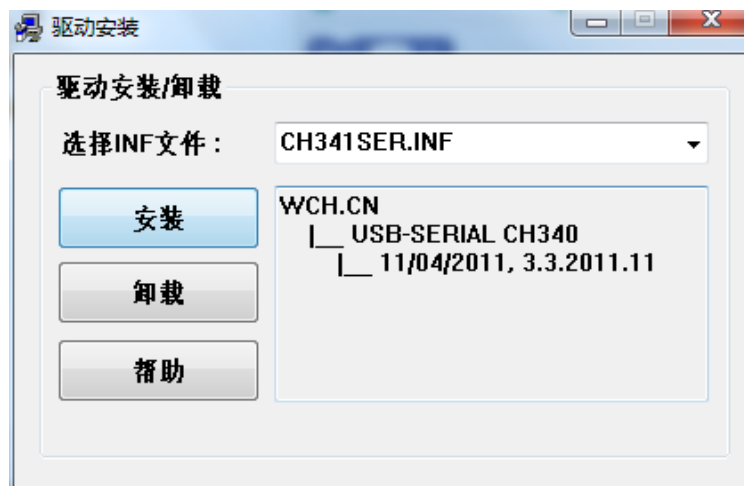 驱动安装
驱动安装/卸载
选择INF文件：
CH341SER.INF
安装
卸载
帮助
WCH.CN
|__ USB-SERIAL CH340
|__ 11/04/2011, 3.3.2011.11